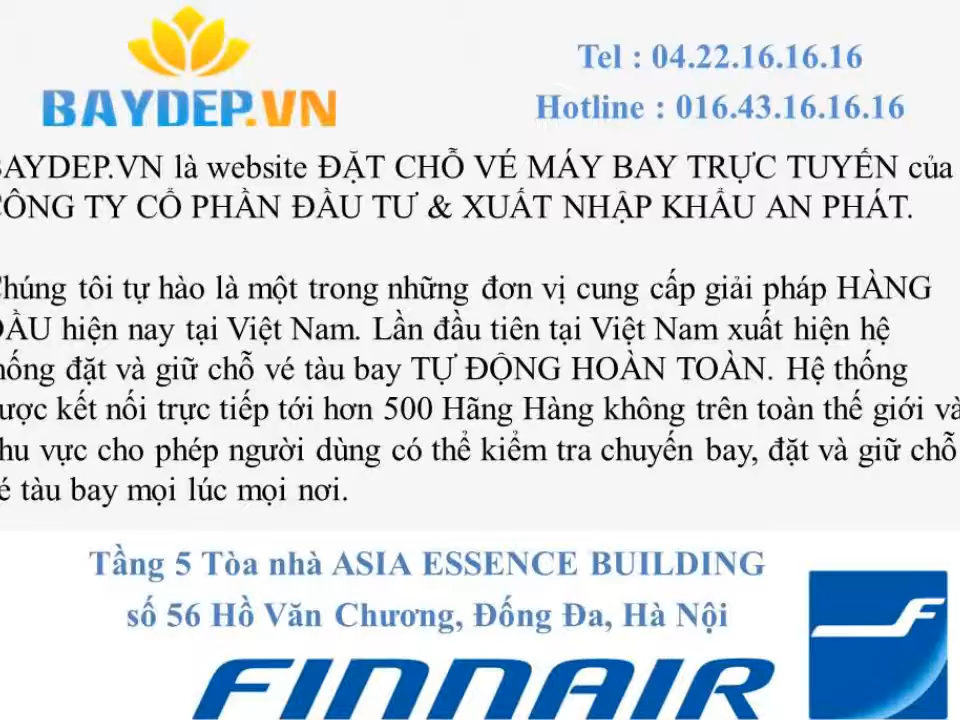 BAYDEP.VN
Tel : 04.22.16.16.16
Hotline : 016.43.16.16.16
BAYDEP.VN là website ĐẶT CHỖ VÉ MÁY BAY TRỰC TUYẾN của
CÔNG TY CỔ PHẦN ĐẦU TƯ & XUẤT NHẬP KHẨU AN PHÁT.
Chúng tôi tự hào là một trong những đơn vị cung cấp giải pháp HÀNG
ĐẦU hiện nay tại Việt Nam. Lần đầu tiên tại Việt Nam xuất hiện hệ
thống đặt và giữ chỗ vé tàu bay TỰ ĐỘNG HOÀN TOÀN. Hệ thống
được kết nối trực tiếp tới hơn 500 Hãng Hàng không trên toàn thế giới và
khu vực cho phép người dùng có thể kiểm tra chuyến bay, đặt và giữ chỗ
vé tàu bay mọi lúc mọi nơi.
Tầng 5 Tòa nhà ASIA ESSENCE BUILDING
số 56 Hồ Văn Chương, Đống Đa, Hà Nội
FINNAIR